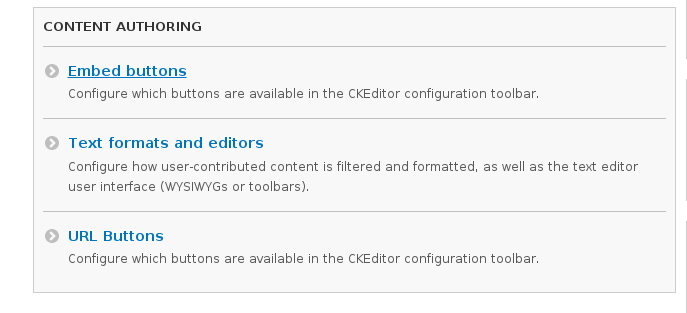 CONTENT AUTHORING
Embed buttons
Configure which buttons are available in the CKEditor configuration toolbar.
Text formats and editors
Configure how user-contributed content is filtered and formatted, as well as the text editor
user interface (WYSIWYGs or toolbars).
URL Buttons
Configure which buttons are available in the CKEditor configuration toolbar.